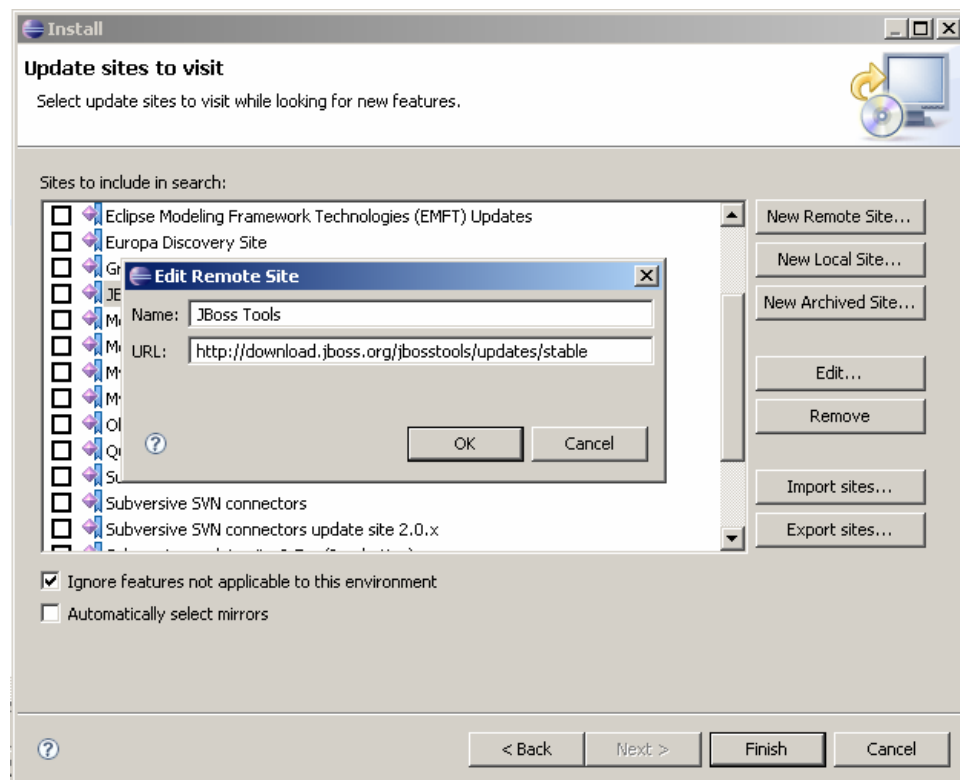 Install
Update sites to visit
Select update sites to visit while looking for new features.
Sites to include in search:
Eclipse Modeling Framework Technologies (EMFT) Updates
Europa Discovery Site
Edit Remote Site
Name: JBoss Tools
URL: http://download.jboss.org/jbosstools/updates/stable
OK Cancel
Subversive SVN connectors
Subversive SVN connectors update site 2.0.x
New Remote Site...
New Local Site...
New Archived Site...
Edit...
Remove
Import sites...
Export sites...
Ignore features not applicable to this environment
Automatically select mirrors
< Back Next > Finish Cancel